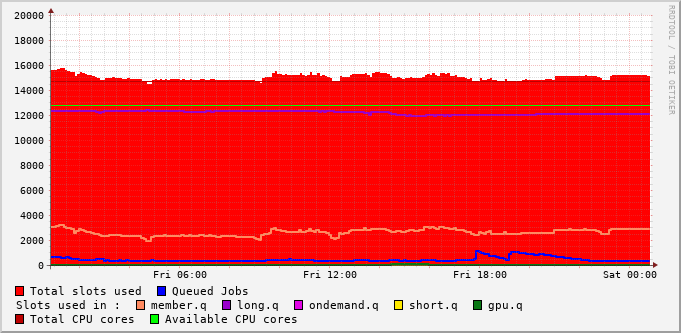 20000
18000
16000
14000
12000
10000
8000
6000
4000
2000
0
Fri 06:00 Fri 12:00 Fri 18:00 Sat 00:00
Total slots used Queued Jobs
Slots used in : member.q long.q ondemand.q short.q gpu.q
Total CPU cores Available CPU cores
RRDTOOL / TOBI OETIKER